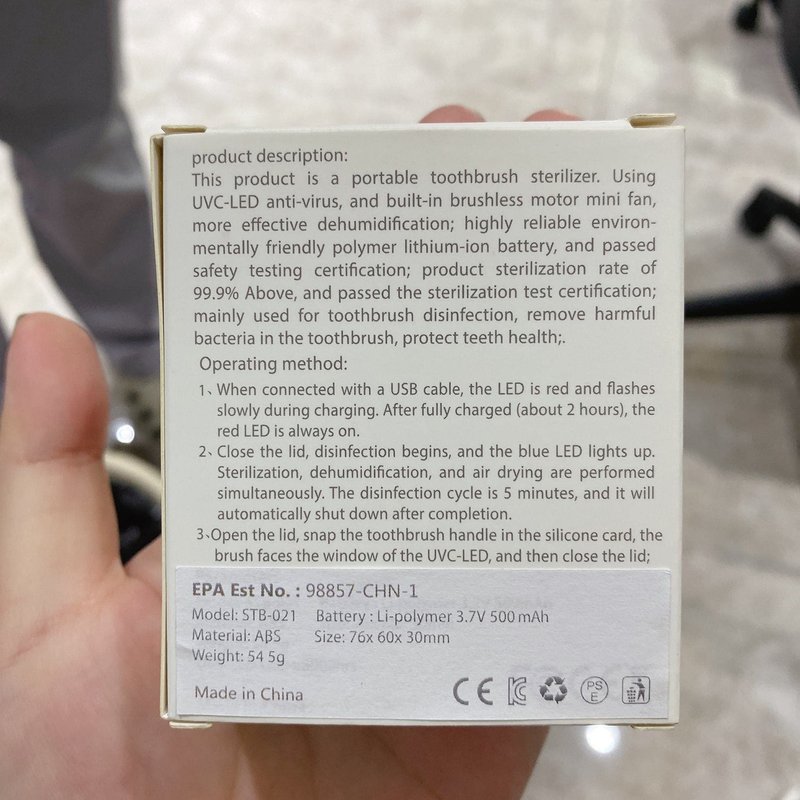 product description:
This product is a portable toothbrush sterilizer. Using
UVC-LED anti-virus, and built-in brushless motor mini fan,
more effective dehumidification; highly reliable environ-
mentally friendly polymer lithium-ion battery, and passed
safety testing certification; product sterilization rate of
99.9% Above, and passed the sterilization test certification;
mainly used for toothbrush disinfection, remove harmful
bacteria in the toothbrush, protect teeth health;.
Operating method:
1、When connected with a USB cable, the LED is red and flashes
slowly during charging. After fully charged (about 2 hours), the
red LED is always on.
2、Close the lid, disinfection begins, and the blue LED lights up.
Sterilization, dehumidification, and air drying are performed
simultaneously. The disinfection cycle is 5 minutes, and it will
automatically shut down after completion.
3、Open the lid, snap the toothbrush handle in the silicone card, the
brush faces the window of the UVC-LED, and then close the lid;
EPA Est No. : 98857-CHN-1
Model: STB-021 Battery : Li-polymer 3.7V 500 mAh
Material: ABS Size: 76x 60x 30mm
Weight: 54 5g
Made in China CE KC PS E